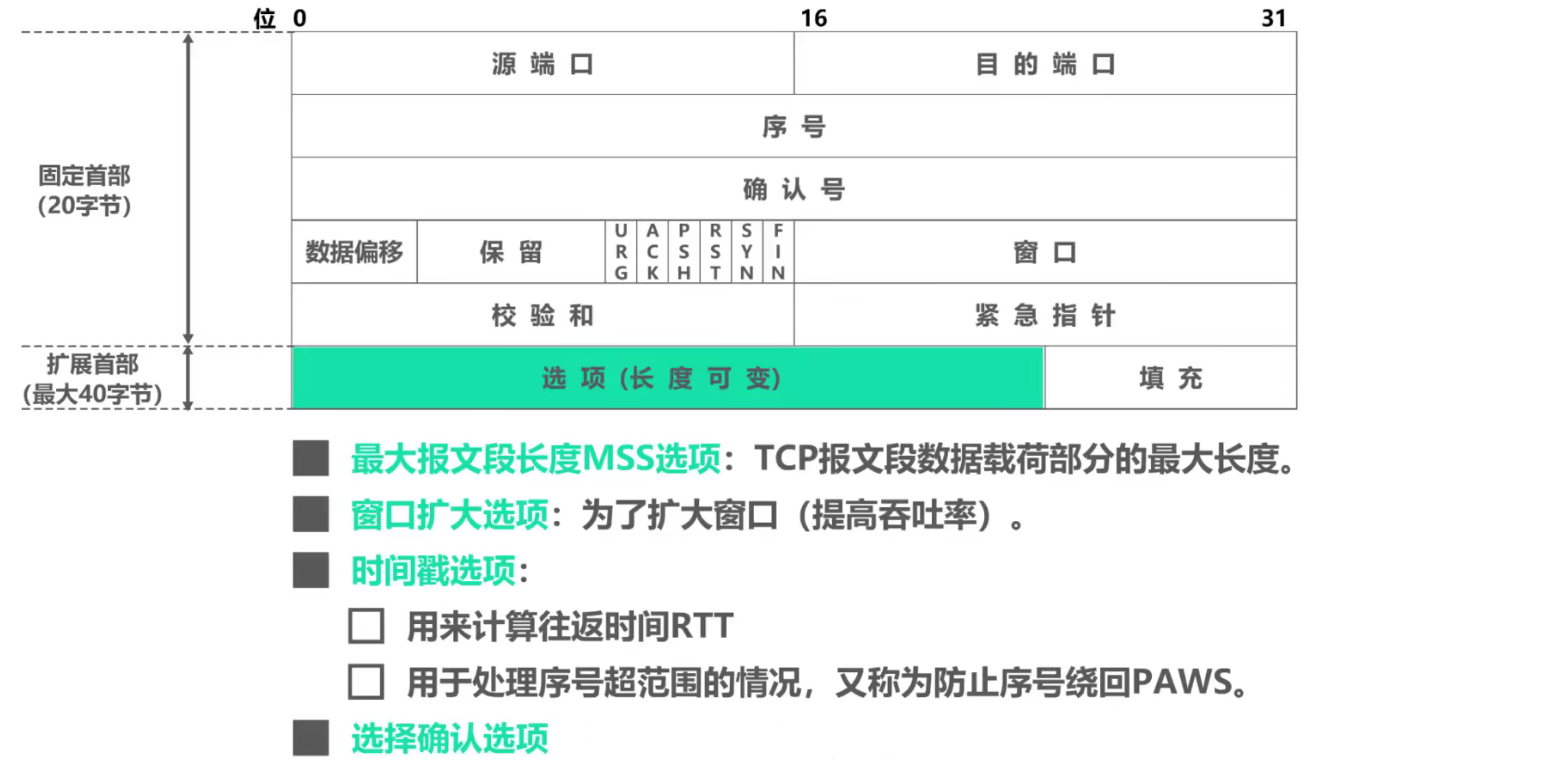 位 0 16 31
源端口 目的端口
序号
确认号
固定首部
(20字节)
数据偏移 保留 URG ACK PSH RST SYN FIN 窗口
校验和 紧急指针
扩展首部
(最大40字节)
选项(长度可变) 填充
最大报文段长度MSS选项：TCP报文段数据载荷部分的最大长度。
窗口扩大选项：为了扩大窗口（提高吞吐率）。
时间戳选项：
用来计算往返时间RTT
用于处理序号超范围的情况，又称为防止序号绕回PAWS。
选择确认选项